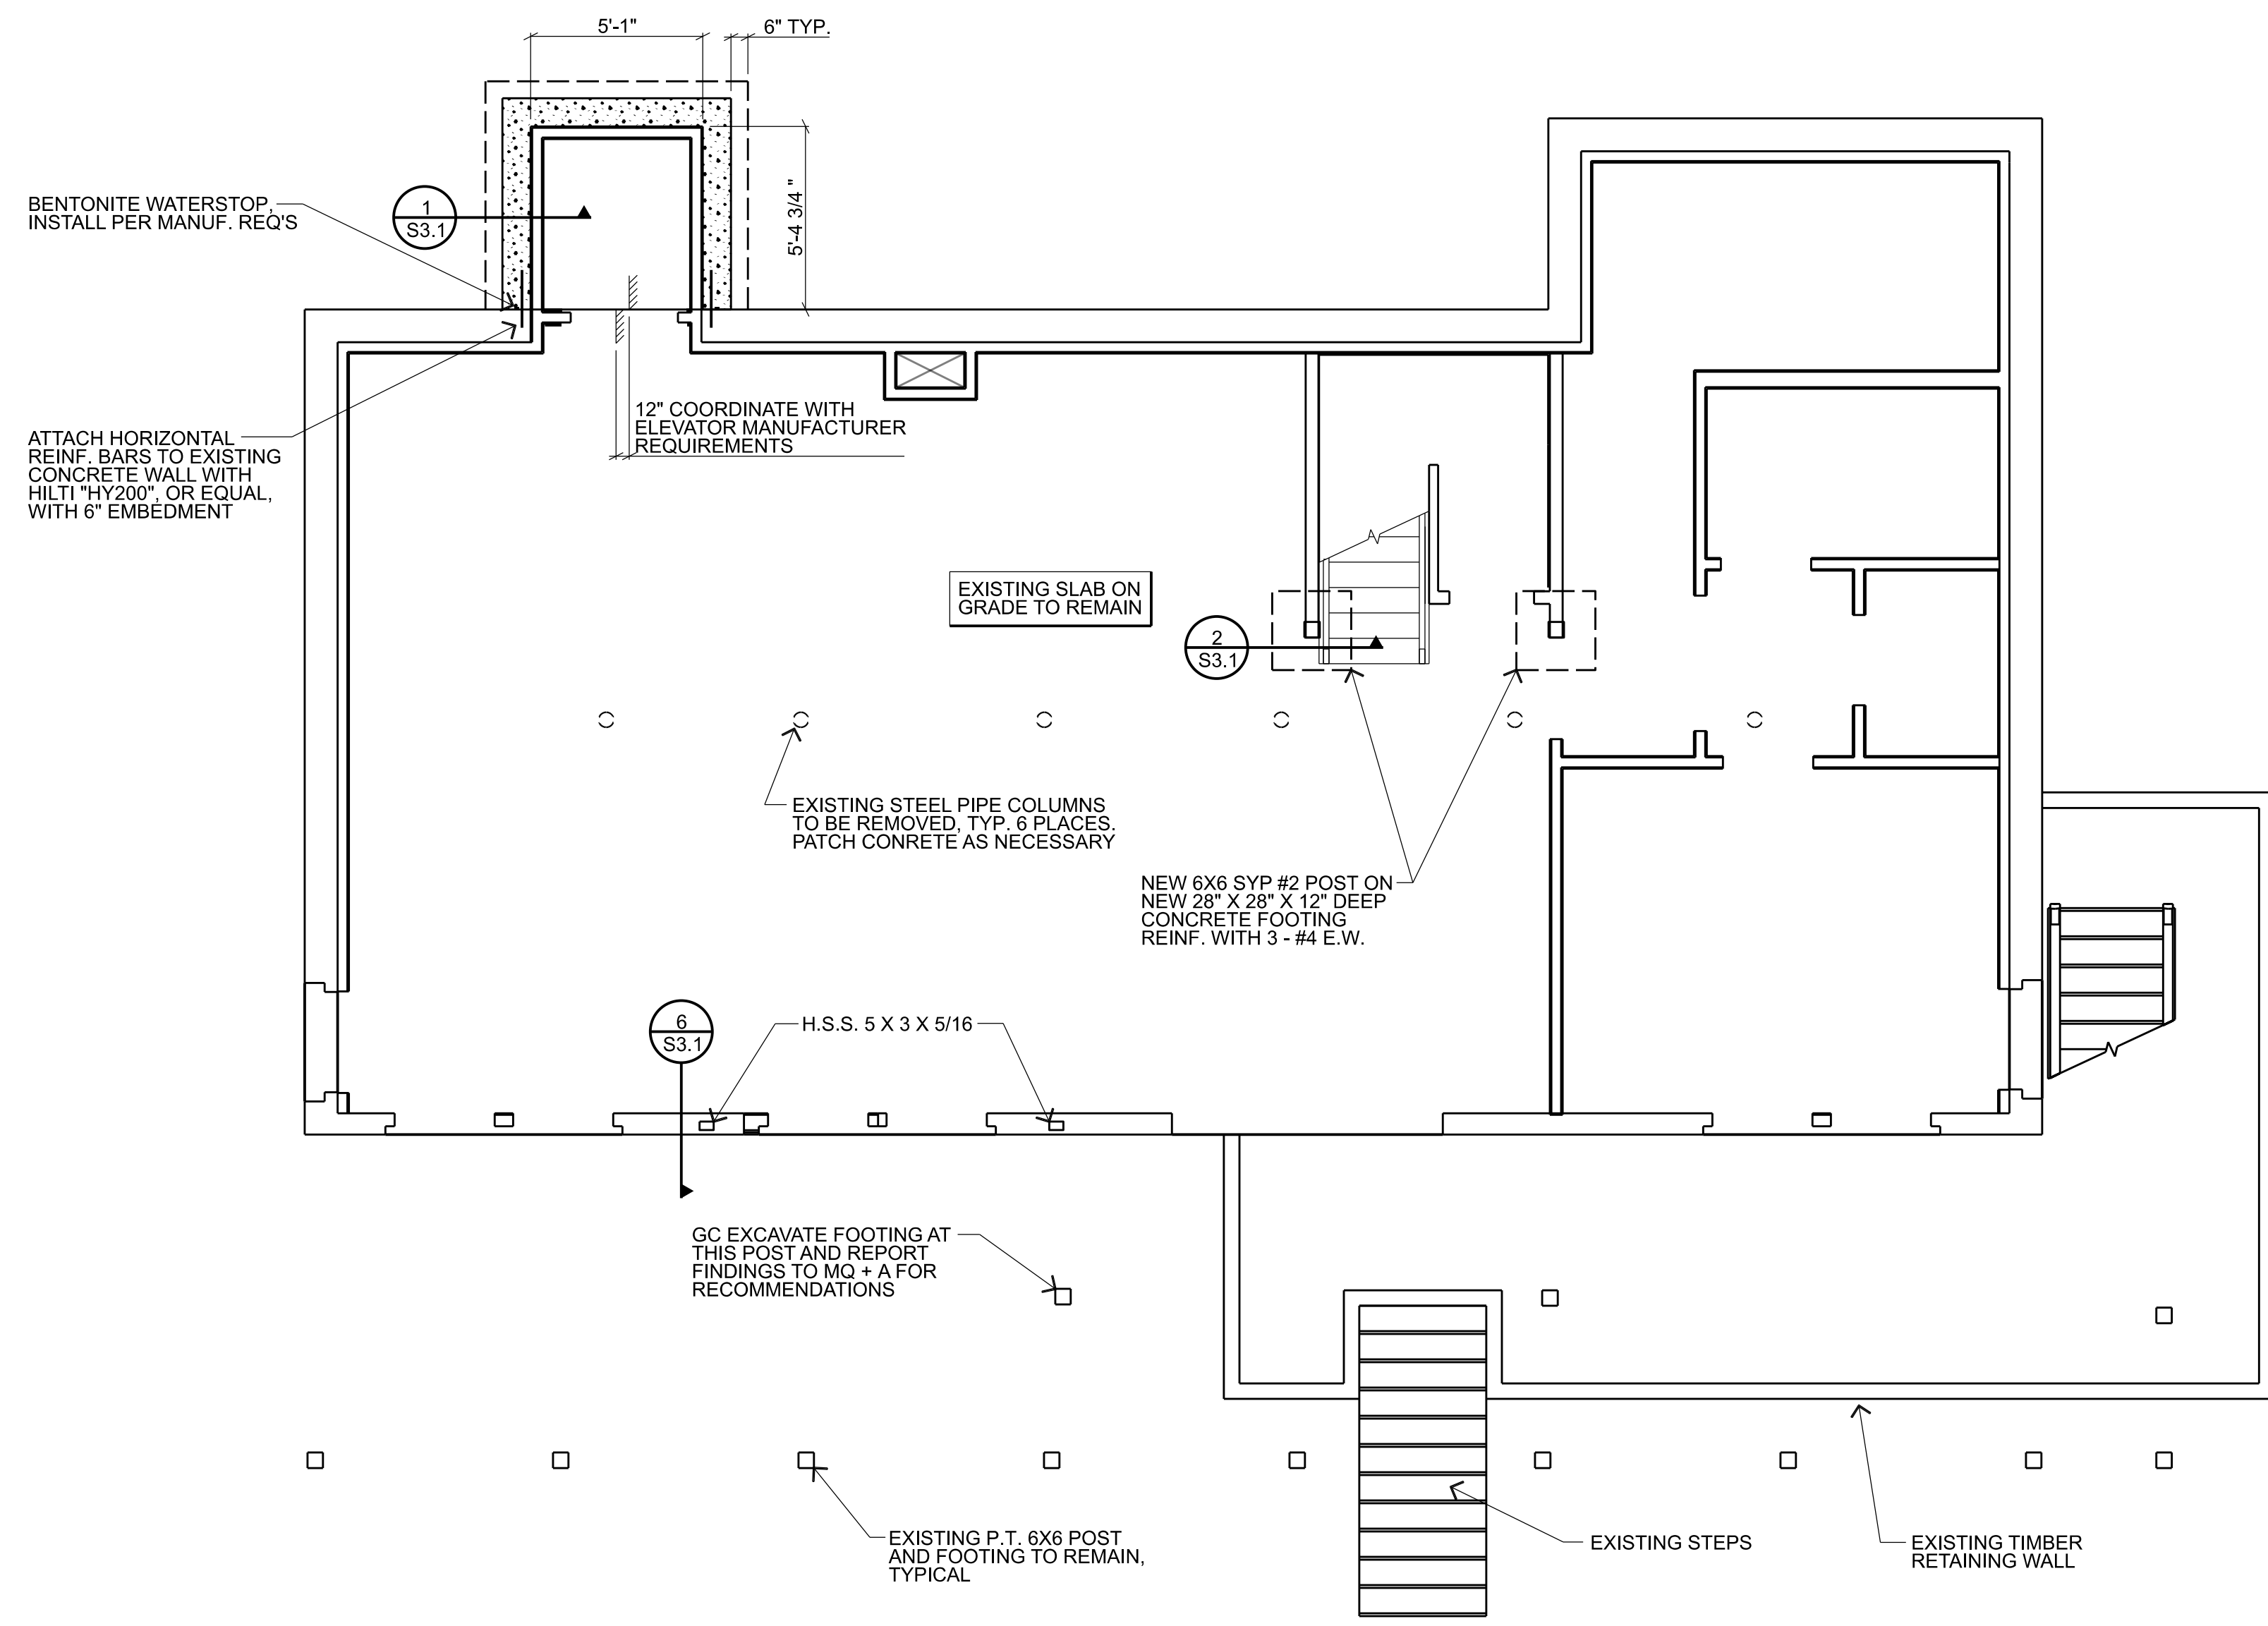 5'-1"
6" TYP.
BENTONITE WATERSTOP,
INSTALL PER MANUF. REQ'S
1
S3.1
5'-4 3/4 "
12" COORDINATE WITH
ELEVATOR MANUFACTURER
REQUIREMENTS
ATTACH HORIZONTAL
REINF. BARS TO EXISTING
CONCRETE WALL WITH
HILTI "HY200", OR EQUAL,
WITH 6" EMBEDMENT
EXISTING SLAB ON
GRADE TO REMAIN
2
S3.1
EXISTING STEEL PIPE COLUMNS
TO BE REMOVED, TYP. 6 PLACES.
PATCH CONRETE AS NECESSARY
NEW 6X6 SYP #2 POST ON
NEW 28" X 28" X 12" DEEP
CONCRETE FOOTING
REINF. WITH 3 - #4 E.W.
6
S3.1
H.S.S. 5 X 3 X 5/16
GC EXCAVATE FOOTING AT
THIS POST AND REPORT
FINDINGS TO MQ + A FOR
RECOMMENDATIONS
EXISTING P.T. 6X6 POST
AND FOOTING TO REMAIN,
TYPICAL
EXISTING STEPS
EXISTING TIMBER
RETAINING WALL